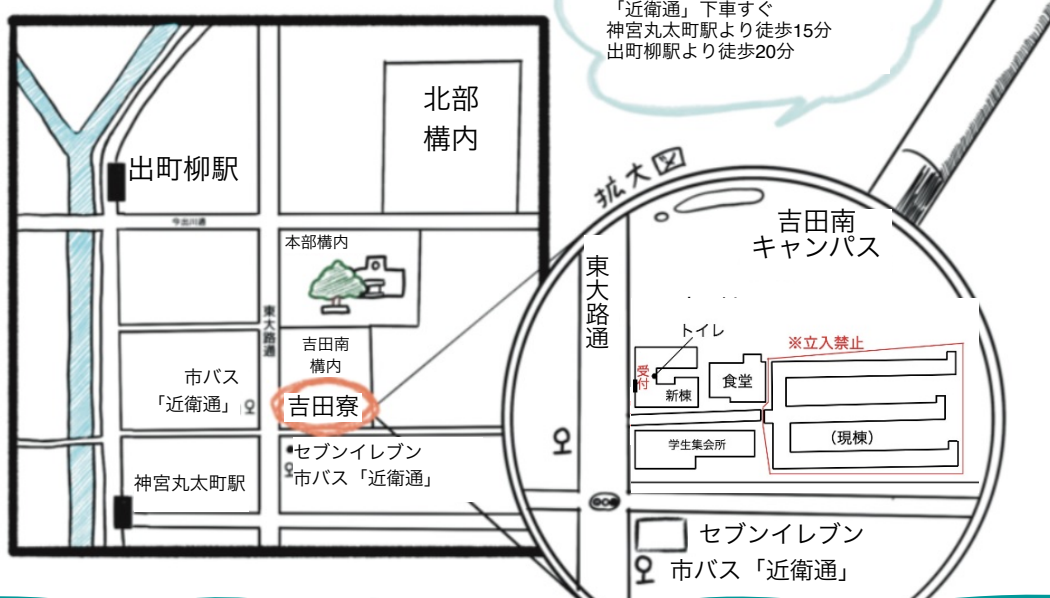 「近衛通」下車すぐ
神宮丸太町駅より徒歩15分
出町柳駅より徒歩20分
北部
構内
出町柳駅
今出川通
本部構内
東大路通
吉田南
構内
市バス
「近衛通」
吉田寮
セブンイレブン
市バス「近衛通」
神宮丸太町駅
拡大図
吉田南
キャンパス
東大路通
トイレ
※立入禁止
受付
新棟
食堂
(現棟)
学生集会所
セブンイレブン
市バス「近衛通」